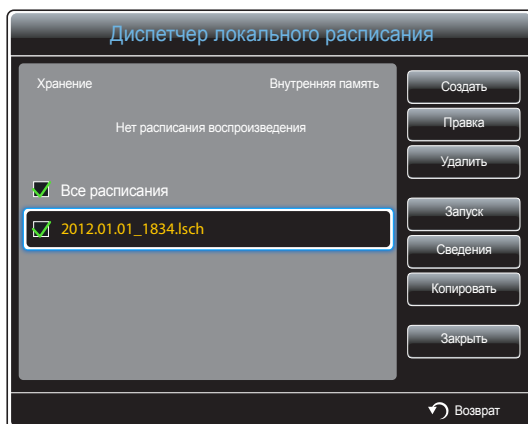 Диспетчер локального расписания
Хранение Внутренняя память
Нет расписания воспроизведения
Все расписания
2012.01.01_1834.lsch
Создать
Правка
Удалить
Запуск
Сведения
Копировать
Закрыть
Возврат